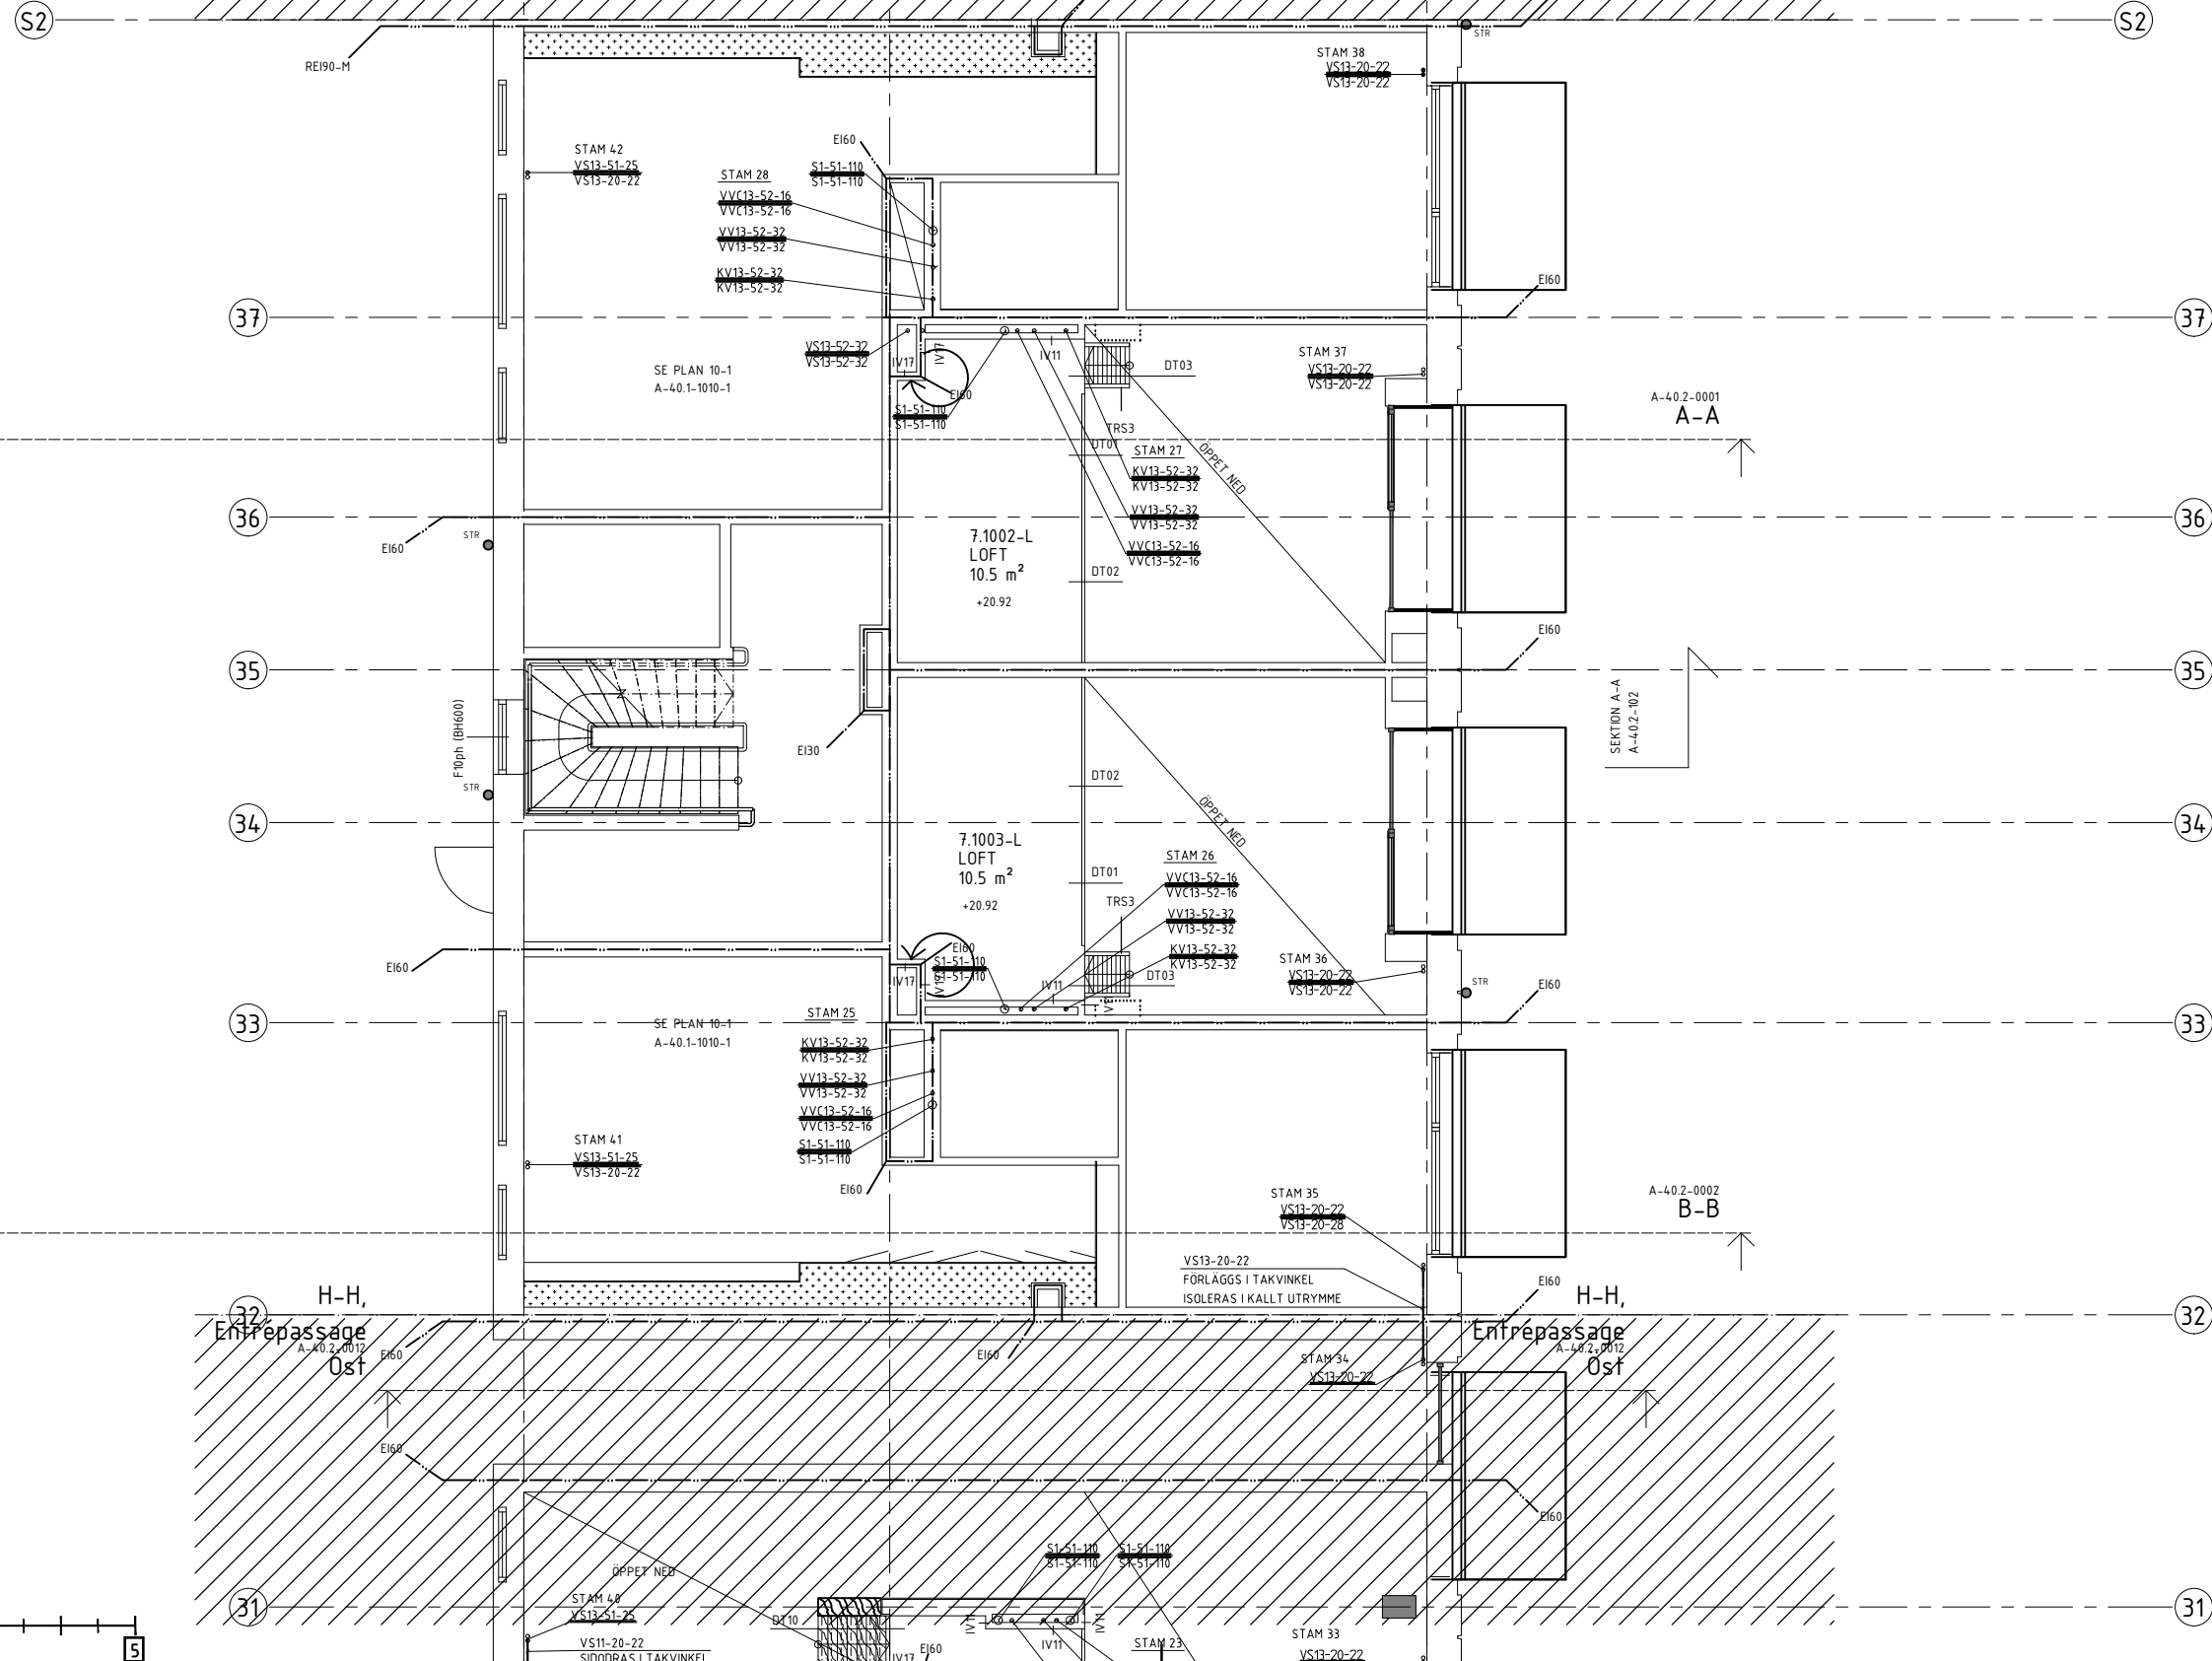 S2
S2
STR
REI90-M
STAM 38
VS13-20-22
VS13-20-22
EI60
STAM 42
VS13-51-25
VS13-20-22
S1-51-110
S1-51-110
STAM 28
VVC13-52-16
VVC13-52-16
VV13-52-32
VV13-52-32
KV13-52-32
KV13-52-32
EI60
37
37
VS13-52-32
VS13-52-32
IV17
IV17
IV11
DT03
STAM 37
VS13-20-22
VS13-20-22
SE PLAN 10-1
A-40.1-1010-1
EI60
S1-51-110
S1-51-110
A-40.2-0001
A-A
TRS3
DT01
STAM 27
KV13-52-32
KV13-52-32
ÖPPET NED
36
36
VV13-52-32
VV13-52-32
STR
EI60
7.1002-L
LOFT
10.5 m²
+20.92
VVC13-52-16
VVC13-52-16
DT02
EI60
35
35
SEKTION A-A
A-40.2-102
F10ph (BH600)
EI30
DT02
STR
34
34
ÖPPET NED
7.1003-L
LOFT
10.5 m²
+20.92
STAM 26
DT01
VVC13-52-16
VVC13-52-16
TRS3
VV13-52-32
VV13-52-32
EI60
EI60
S1-51-110
S1-51-110
KV13-52-32
KV13-52-32
STAM 36
VS13-20-22
VS13-20-22
IV17
IV11
DT03
STR
EI60
33
33
SE PLAN 10-1
A-40.1-1010-1
STAM 25
KV13-52-32
KV13-52-32
VV13-52-32
VV13-52-32
VVC13-52-16
VVC13-52-16
S1-51-110
S1-51-110
STAM 41
VS13-51-25
VS13-20-22
EI60
STAM 35
VS13-20-22
VS13-20-28
A-40.2-0002
B-B
VS13-20-22
FÖRLÄGGS I TAKVINKEL
ISOLERAS I KALLT UTRYMME
EI60
H-H,
Entrepassage
A-40.2-0012
Öst
H-H,
Entrepassage
A-40.2-0012
Öst
32
32
EI60
EI60
STAM 34
VS13-20-22
EI60
EI60
S1-51-110
S1-51-110
S1-51-110
S1-51-110
ÖPPET NED
31
31
STAM 40
VS13-51-25
DT10
IV11
IV11
IV11
STAM 23
STAM 33
VS13-20-22
VS11-20-22
SIDODRAS I TAKVINKEL
IV17
EI60
5